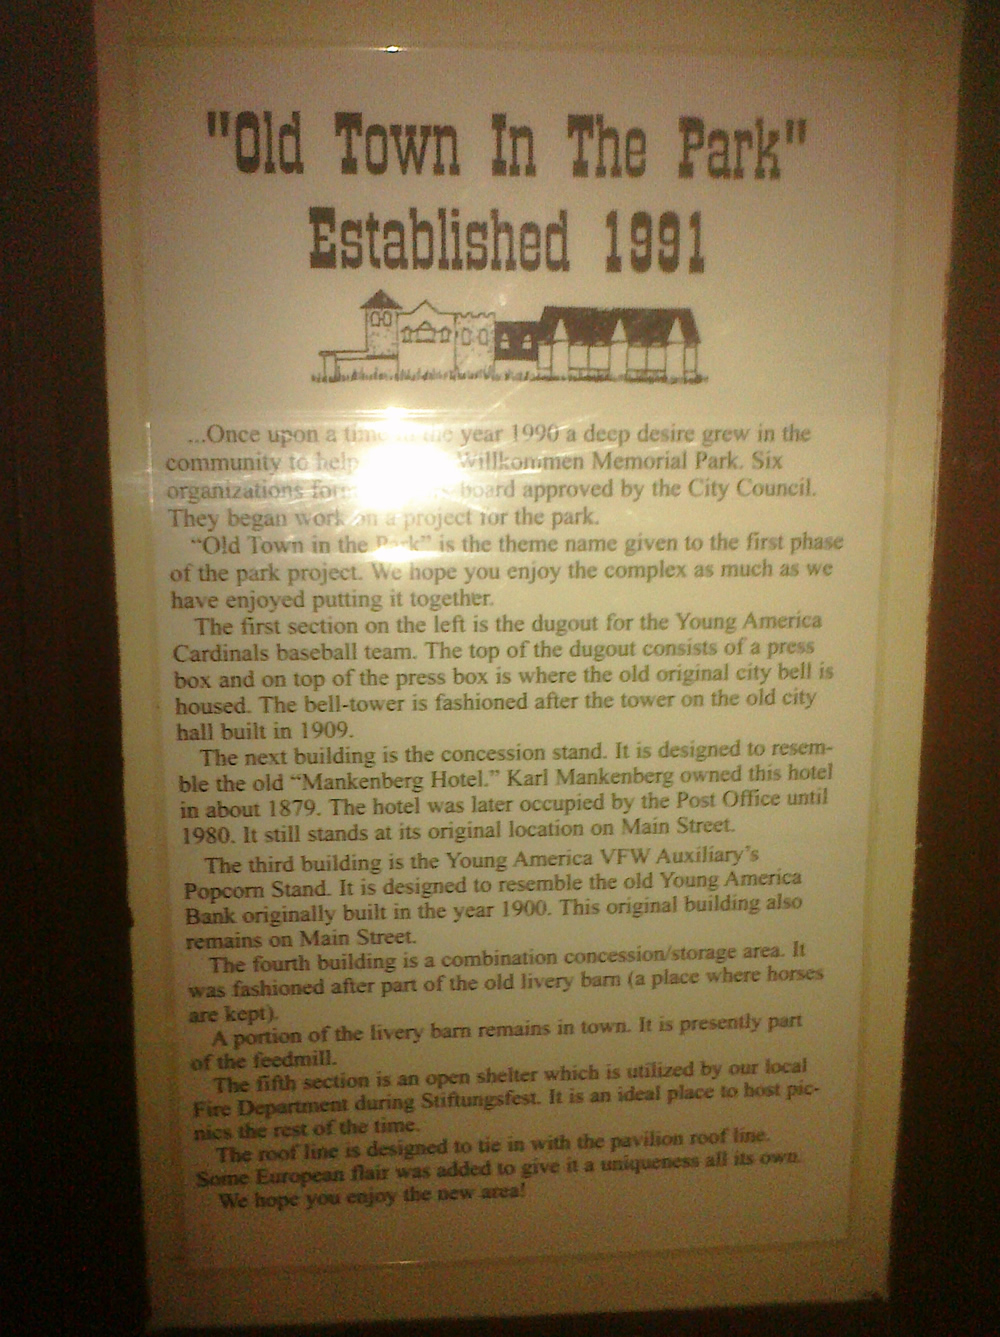 "Old Town In The Park"
Established 1991
...Once upon a time in the year 1990 a deep desire grew in the
community to help Willkommen Memorial Park. Six
organizations board approved by the City Council.
They began work on a project for the park.
“Old Town in the Park” is the theme name given to the first phase
of the park project. We hope you enjoy the complex as much as we
have enjoyed putting it together.
The first section on the left is the dugout for the Young America
Cardinals baseball team. The top of the dugout consists of a press
box and on top of the press box is where the old original city bell is
housed. The bell-tower is fashioned after the tower on the old city
hall built in 1909.
The next building is the concession stand. It is designed to resem-
ble the old “Mankenberg Hotel.” Karl Mankenberg owned this hotel
in about 1879. The hotel was later occupied by the Post Office until
1980. It still stands at its original location on Main Street.
The third building is the Young America VFW Auxiliary’s
Popcorn Stand. It is designed to resemble the old Young America
Bank originally built in the year 1900. This original building also
remains on Main Street.
The fourth building is a combination concession/storage area. It
was fashioned after part of the old livery barn (a place where horses
are kept).
A portion of the livery barn remains in town. It is presently part
of the feedmill.
The fifth section is an open shelter which is utilized by our local
Fire Department during Stiftungsfest. It is an ideal place to host pic-
nics the rest of the time.
The roof line is designed to tie in with the pavilion roof line.
Some European flair was added to give it a uniqueness all its own.
We hope you enjoy the new area!